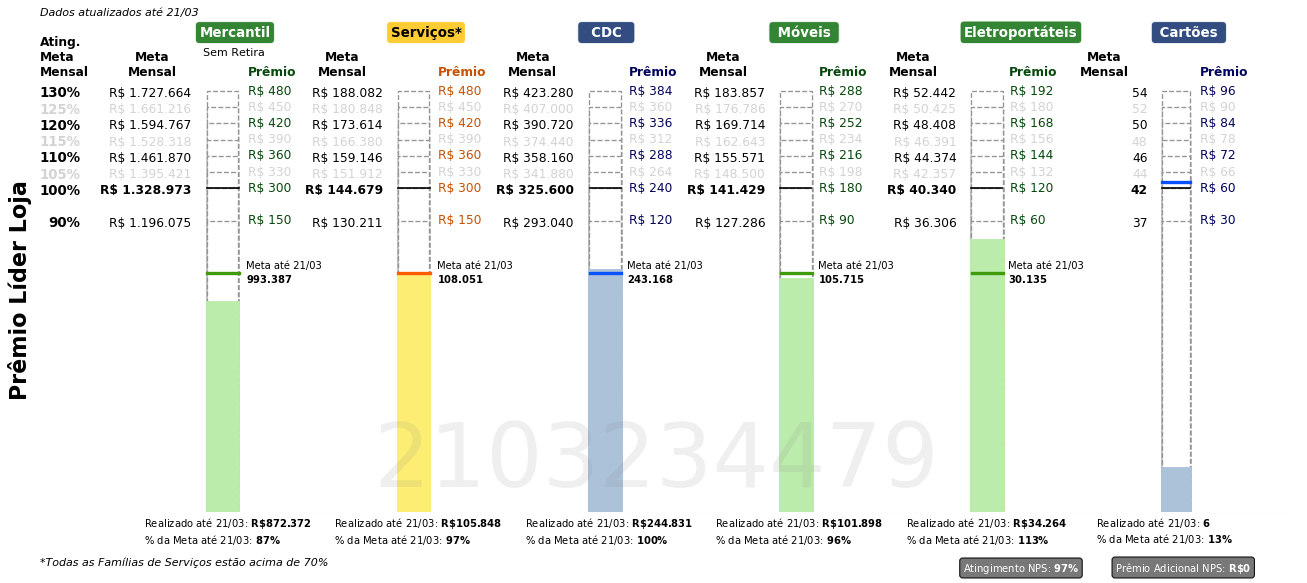 Dados atualizados até 21/03
Mercantil Serviços* CDC Móveis Eletroportáteis Cartões
Sem Retira
Ating. Meta Mensal
Meta Mensal Prêmio Meta Mensal Prêmio Meta Mensal Prêmio Meta Mensal Prêmio Meta Mensal Prêmio Meta Mensal Prêmio
130% R$ 1.727.664 R$ 480 R$ 188.082 R$ 480 R$ 423.280 R$ 384 R$ 183.857 R$ 288 R$ 52.442 R$ 192 54 R$ 96
125% R$ 1.661.216 R$ 450 R$ 180.848 R$ 450 R$ 407.000 R$ 360 R$ 176.786 R$ 270 R$ 50.425 R$ 180 52 R$ 90
120% R$ 1.594.767 R$ 420 R$ 173.614 R$ 420 R$ 390.720 R$ 336 R$ 169.714 R$ 252 R$ 48.408 R$ 168 50 R$ 84
115% R$ 1.528.318 R$ 390 R$ 166.380 R$ 390 R$ 374.440 R$ 312 R$ 162.643 R$ 234 R$ 46.391 R$ 156 48 R$ 78
110% R$ 1.461.870 R$ 360 R$ 159.146 R$ 360 R$ 358.160 R$ 288 R$ 155.571 R$ 216 R$ 44.374 R$ 144 46 R$ 72
105% R$ 1.395.421 R$ 330 R$ 151.912 R$ 330 R$ 341.880 R$ 264 R$ 148.500 R$ 198 R$ 42.357 R$ 132 44 R$ 66
100% R$ 1.328.973 R$ 300 R$ 144.679 R$ 300 R$ 325.600 R$ 240 R$ 141.429 R$ 180 R$ 40.340 R$ 120 42 R$ 60
90% R$ 1.196.075 R$ 150 R$ 130.211 R$ 150 R$ 293.040 R$ 120 R$ 127.286 R$ 90 R$ 36.306 R$ 60 37 R$ 30
Prêmio Líder Loja
Meta até 21/03 Meta até 21/03 Meta até 21/03 Meta até 21/03 Meta até 21/03
993.387 108.051 243.168 105.715 30.135
2103234479
Realizado até 21/03: R$872.372 Realizado até 21/03: R$105.848 Realizado até 21/03: R$244.831 Realizado até 21/03: R$101.898 Realizado até 21/03: R$34.264 Realizado até 21/03: 6
% da Meta até 21/03: 87% % da Meta até 21/03: 97% % da Meta até 21/03: 100% % da Meta até 21/03: 96% % da Meta até 21/03: 113% % da Meta até 21/03: 13%
*Todas as Famílias de Serviços estão acima de 70%
Atingimento NPS: 97% Prêmio Adicional NPS: R$0